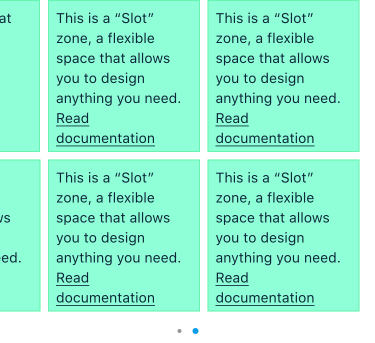 at
This is a “Slot”
zone, a flexible
space that allows
you to design
anything you need.
Read
documentation
This is a “Slot”
zone, a flexible
space that allows
you to design
anything you need.
Read
documentation
ws
ed.
This is a “Slot”
zone, a flexible
space that allows
you to design
anything you need.
Read
documentation
This is a “Slot”
zone, a flexible
space that allows
you to design
anything you need.
Read
documentation